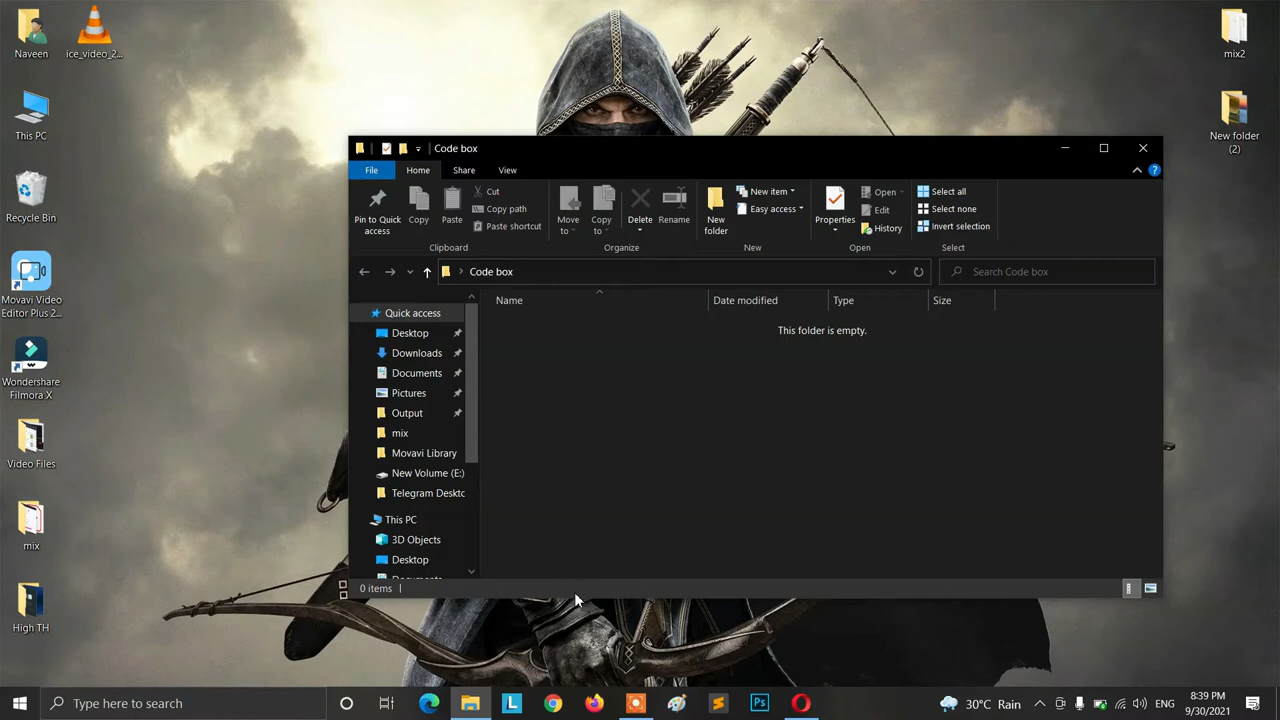 Naveen
ice_video_2...
mix2
This PC
New folder
(2)
Recycle Bin
Movavi Video
Editor Plus 2...
Wondershare
Filmora X
Video Files
mix
High TH
Code box
File
Home
Share
View
Pin to Quick
access
Copy
Paste
Cut
Copy path
Paste shortcut
Clipboard
Move
to
Copy
to
Delete
Rename
Organize
New
folder
New item
Easy access
New
Properties
Open
Edit
History
Open
Select all
Select none
Invert selection
Select
Code box
Search Code box
Name
Date modified
Type
Size
This folder is empty.
Quick access
Desktop
Downloads
Documents
Pictures
Output
mix
Movavi Library
New Volume (E:)
Telegram Deskto
This PC
3D Objects
Desktop
Documents
0 items
Type here to search
L
Ps
30°C Rain
ENG
8:39 PM
9/30/2021